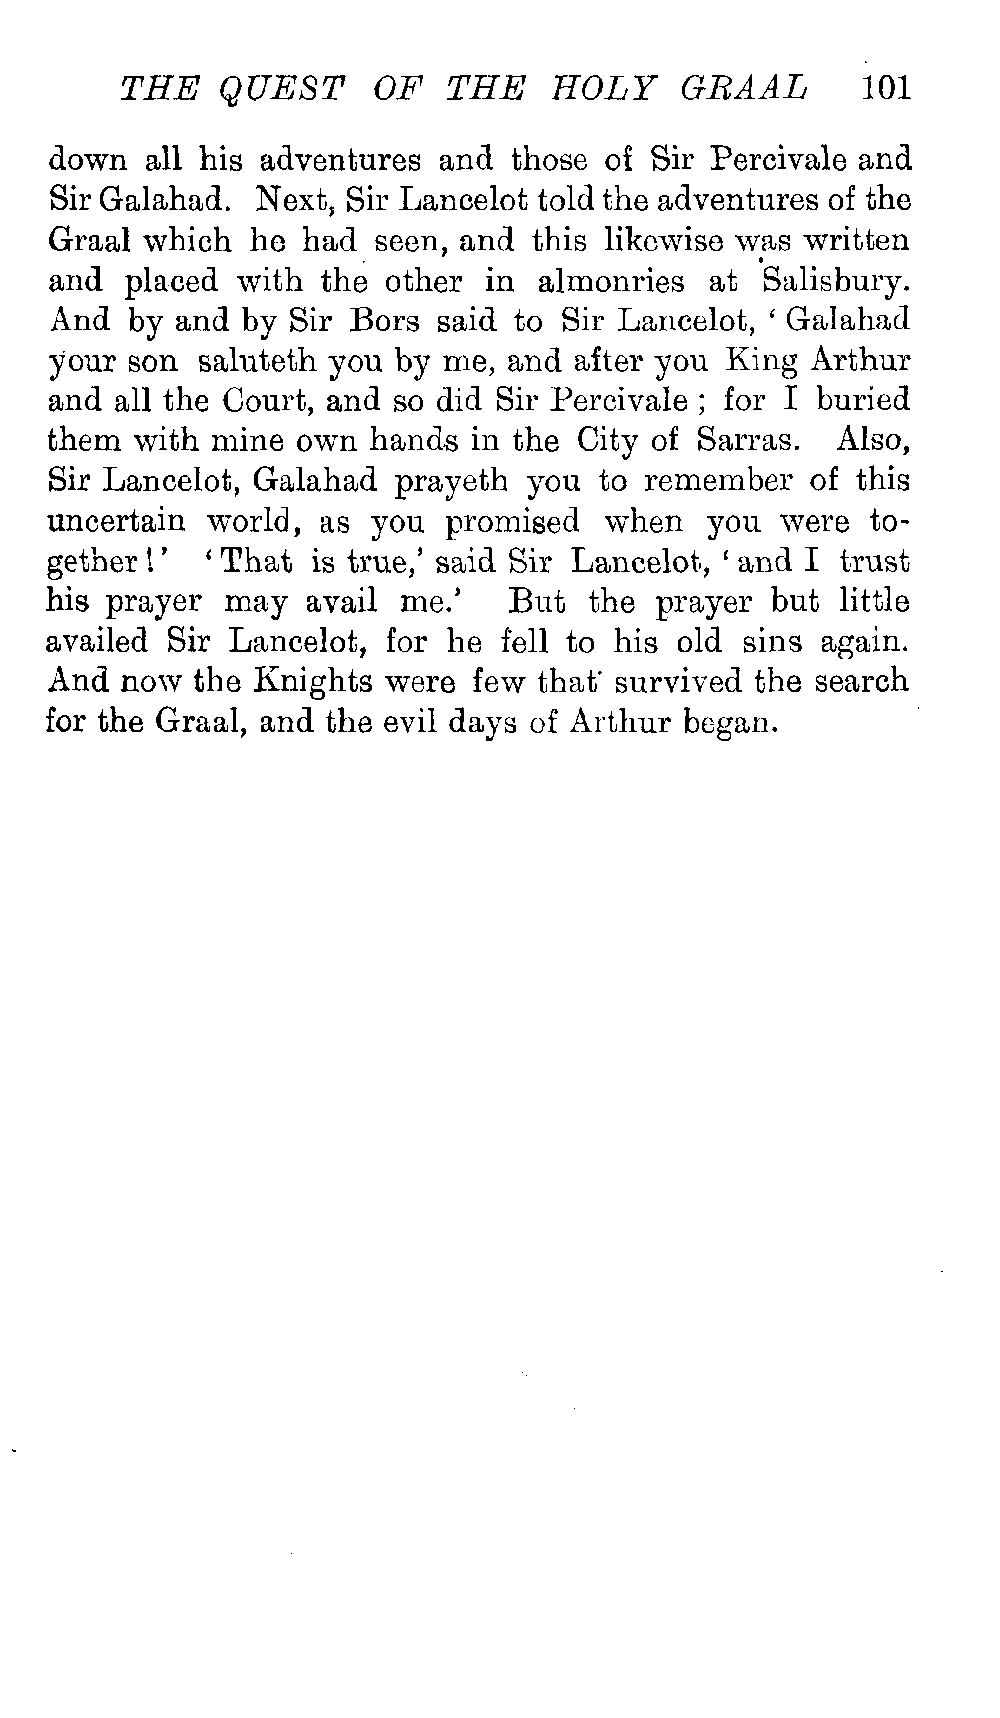 THE QUEST OF THE HOLY GRAAL 101
down all his adventures and those of Sir Percivale and
Sir Galahad. Next, Sir Lancelot told the adventures of the
Graal which he had seen, and this likewise was written
and placed with the other in almonries at Salisbury.
And by and by Sir Bors said to Sir Lancelot, ‘ Galahad
your son saluteth you by me, and after you King Arthur
and all the Court, and so did Sir Percivale ; for I buried
them with mine own hands in the City of Sarras. Also,
Sir Lancelot, Galahad prayeth you to remember of this
uncertain world, as you promised when you were to-
gether !’ ‘ That is true,’ said Sir Lancelot, ‘ and I trust
his prayer may avail me.’ But the prayer but little
availed Sir Lancelot, for he fell to his old sins again.
And now the Knights were few that survived the search
for the Graal, and the evil days of Arthur began.